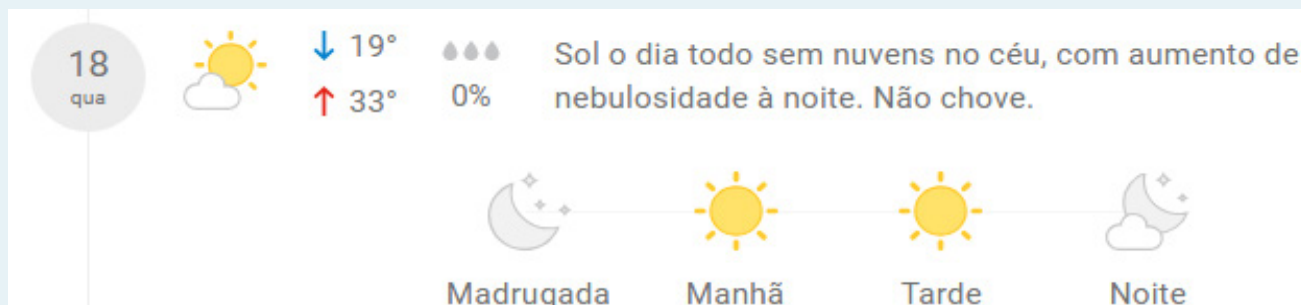 18
qua
19°
33°
0%
Sol o dia todo sem nuvens no céu, com aumento de
nebulosidade à noite. Não chove.
Madrugada Manhã Tarde Noite